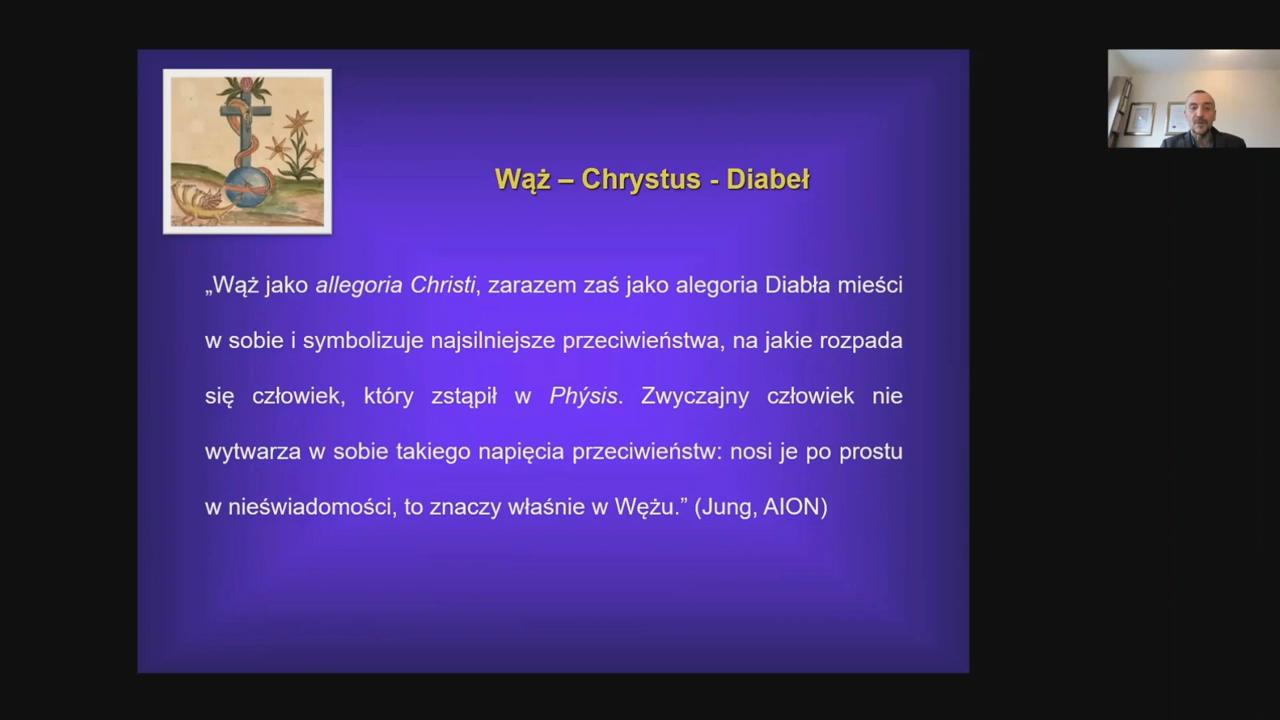 Wąż – Chrystus - Diabeł
„Wąż jako allegoria Christi, zarazem zaś jako alegoria Diabła mieści
w sobie i symbolizuje najsilniejsze przeciwieństwa, na jakie rozpada
się człowiek, który zstąpił w Phýsis. Zwyczajny człowiek nie
wytwarza w sobie takiego napięcia przeciwieństw: nosi je po prostu
w nieświadomości, to znaczy właśnie w Wężu.” (Jung, AION)